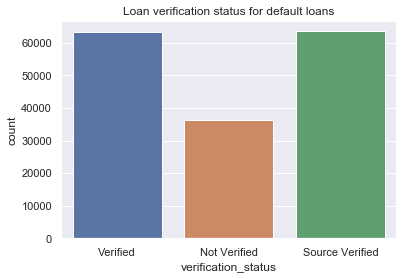 Loan verification status for default loans
count
60000
50000
40000
30000
20000
10000
0
Verified
Not Verified
Source Verified
verification_status